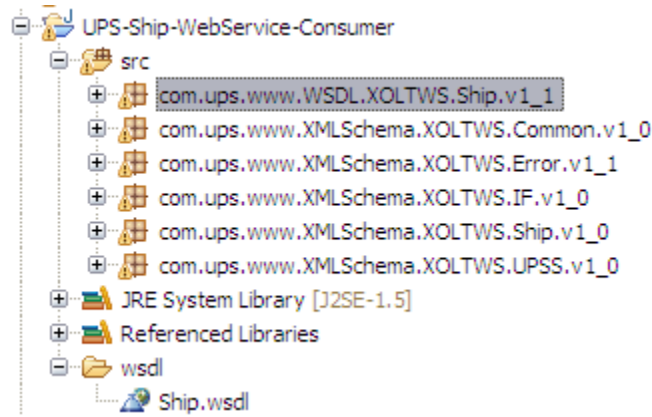 UPS-Ship-WebService-Consumer
src
com.ups.www.WSDL.XOLTWS.Ship.v1_1
com.ups.www.XMLSchema.XOLTWS.Common.v1_0
com.ups.www.XMLSchema.XOLTWS.Error.v1_1
com.ups.www.XMLSchema.XOLTWS.IF.v1_0
com.ups.www.XMLSchema.XOLTWS.Ship.v1_0
com.ups.www.XMLSchema.XOLTWS.UPSS.v1_0
JRE System Library [J2SE-1.5]
Referenced Libraries
wsdl
Ship.wsdl